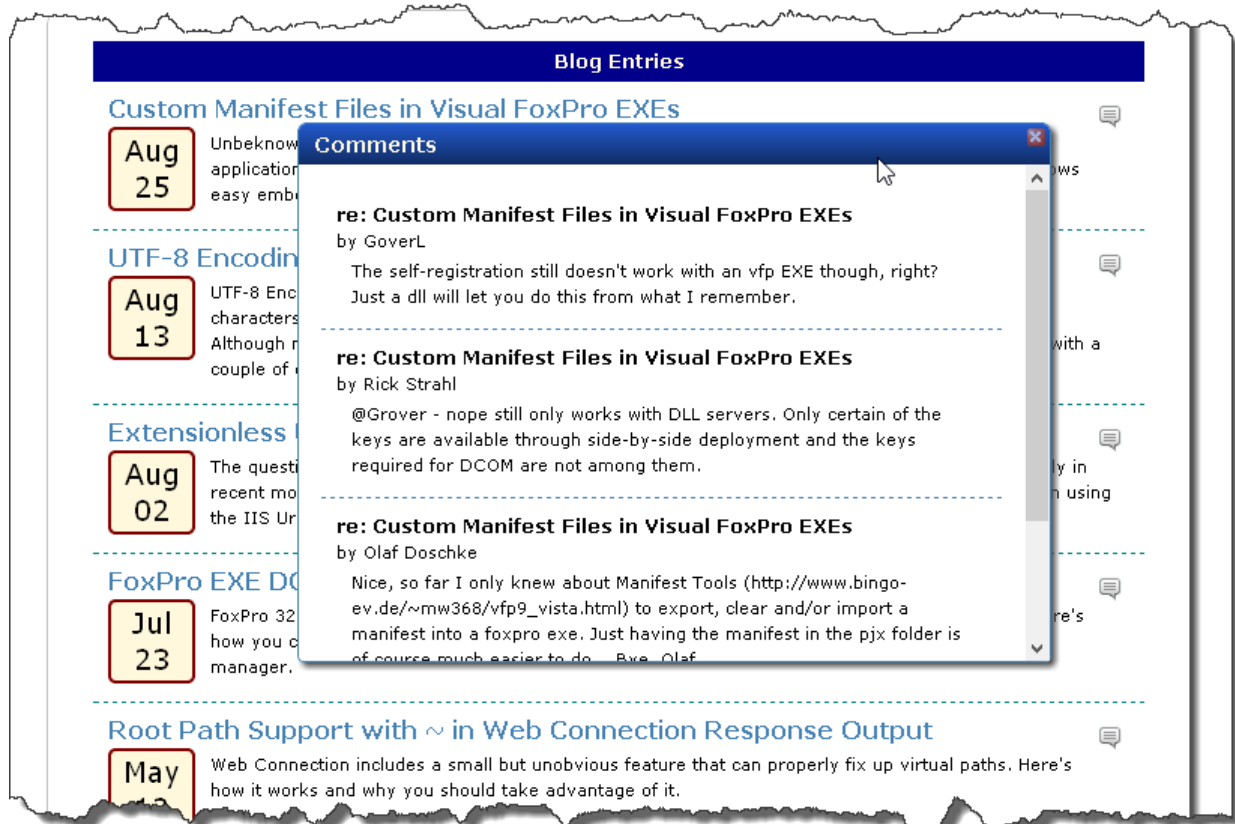 Blog Entries
Custom Manifest Files in Visual FoxPro EXEs
Aug
25
Unbeknow
application
easy emb
ows
Comments
re: Custom Manifest Files in Visual FoxPro EXEs
by GoverL
The self-registration still doesn't work with an vfp EXE though, right?
Just a dll will let you do this from what I remember.
re: Custom Manifest Files in Visual FoxPro EXEs
by Rick Strahl
@Grover - nope still only works with DLL servers. Only certain of the
keys are available through side-by-side deployment and the keys
required for DCOM are not among them.
re: Custom Manifest Files in Visual FoxPro EXEs
by Olaf Doschke
Nice, so far I only knew about Manifest Tools (http://www.bingo-
ev.de/~mw368/vfp9_vista.html) to export, clear and/or import a
manifest into a foxpro exe. Just having the manifest in the pjx folder is
of course much easier to do... Bye, Olaf
UTF-8 Encodin
Aug
13
UTF-8 Enc
characters
Although
with a
couple of
Extensionless
Aug
02
The questi
ly in
recent mo
using
the IIS Ur
FoxPro EXE DC
Jul
23
FoxPro 32
re's
how you c
manager.
Root Path Support with ~ in Web Connection Response Output
May
Web Connection includes a small but unobvious feature that can properly fix up virtual paths. Here's
how it works and why you should take advantage of it.